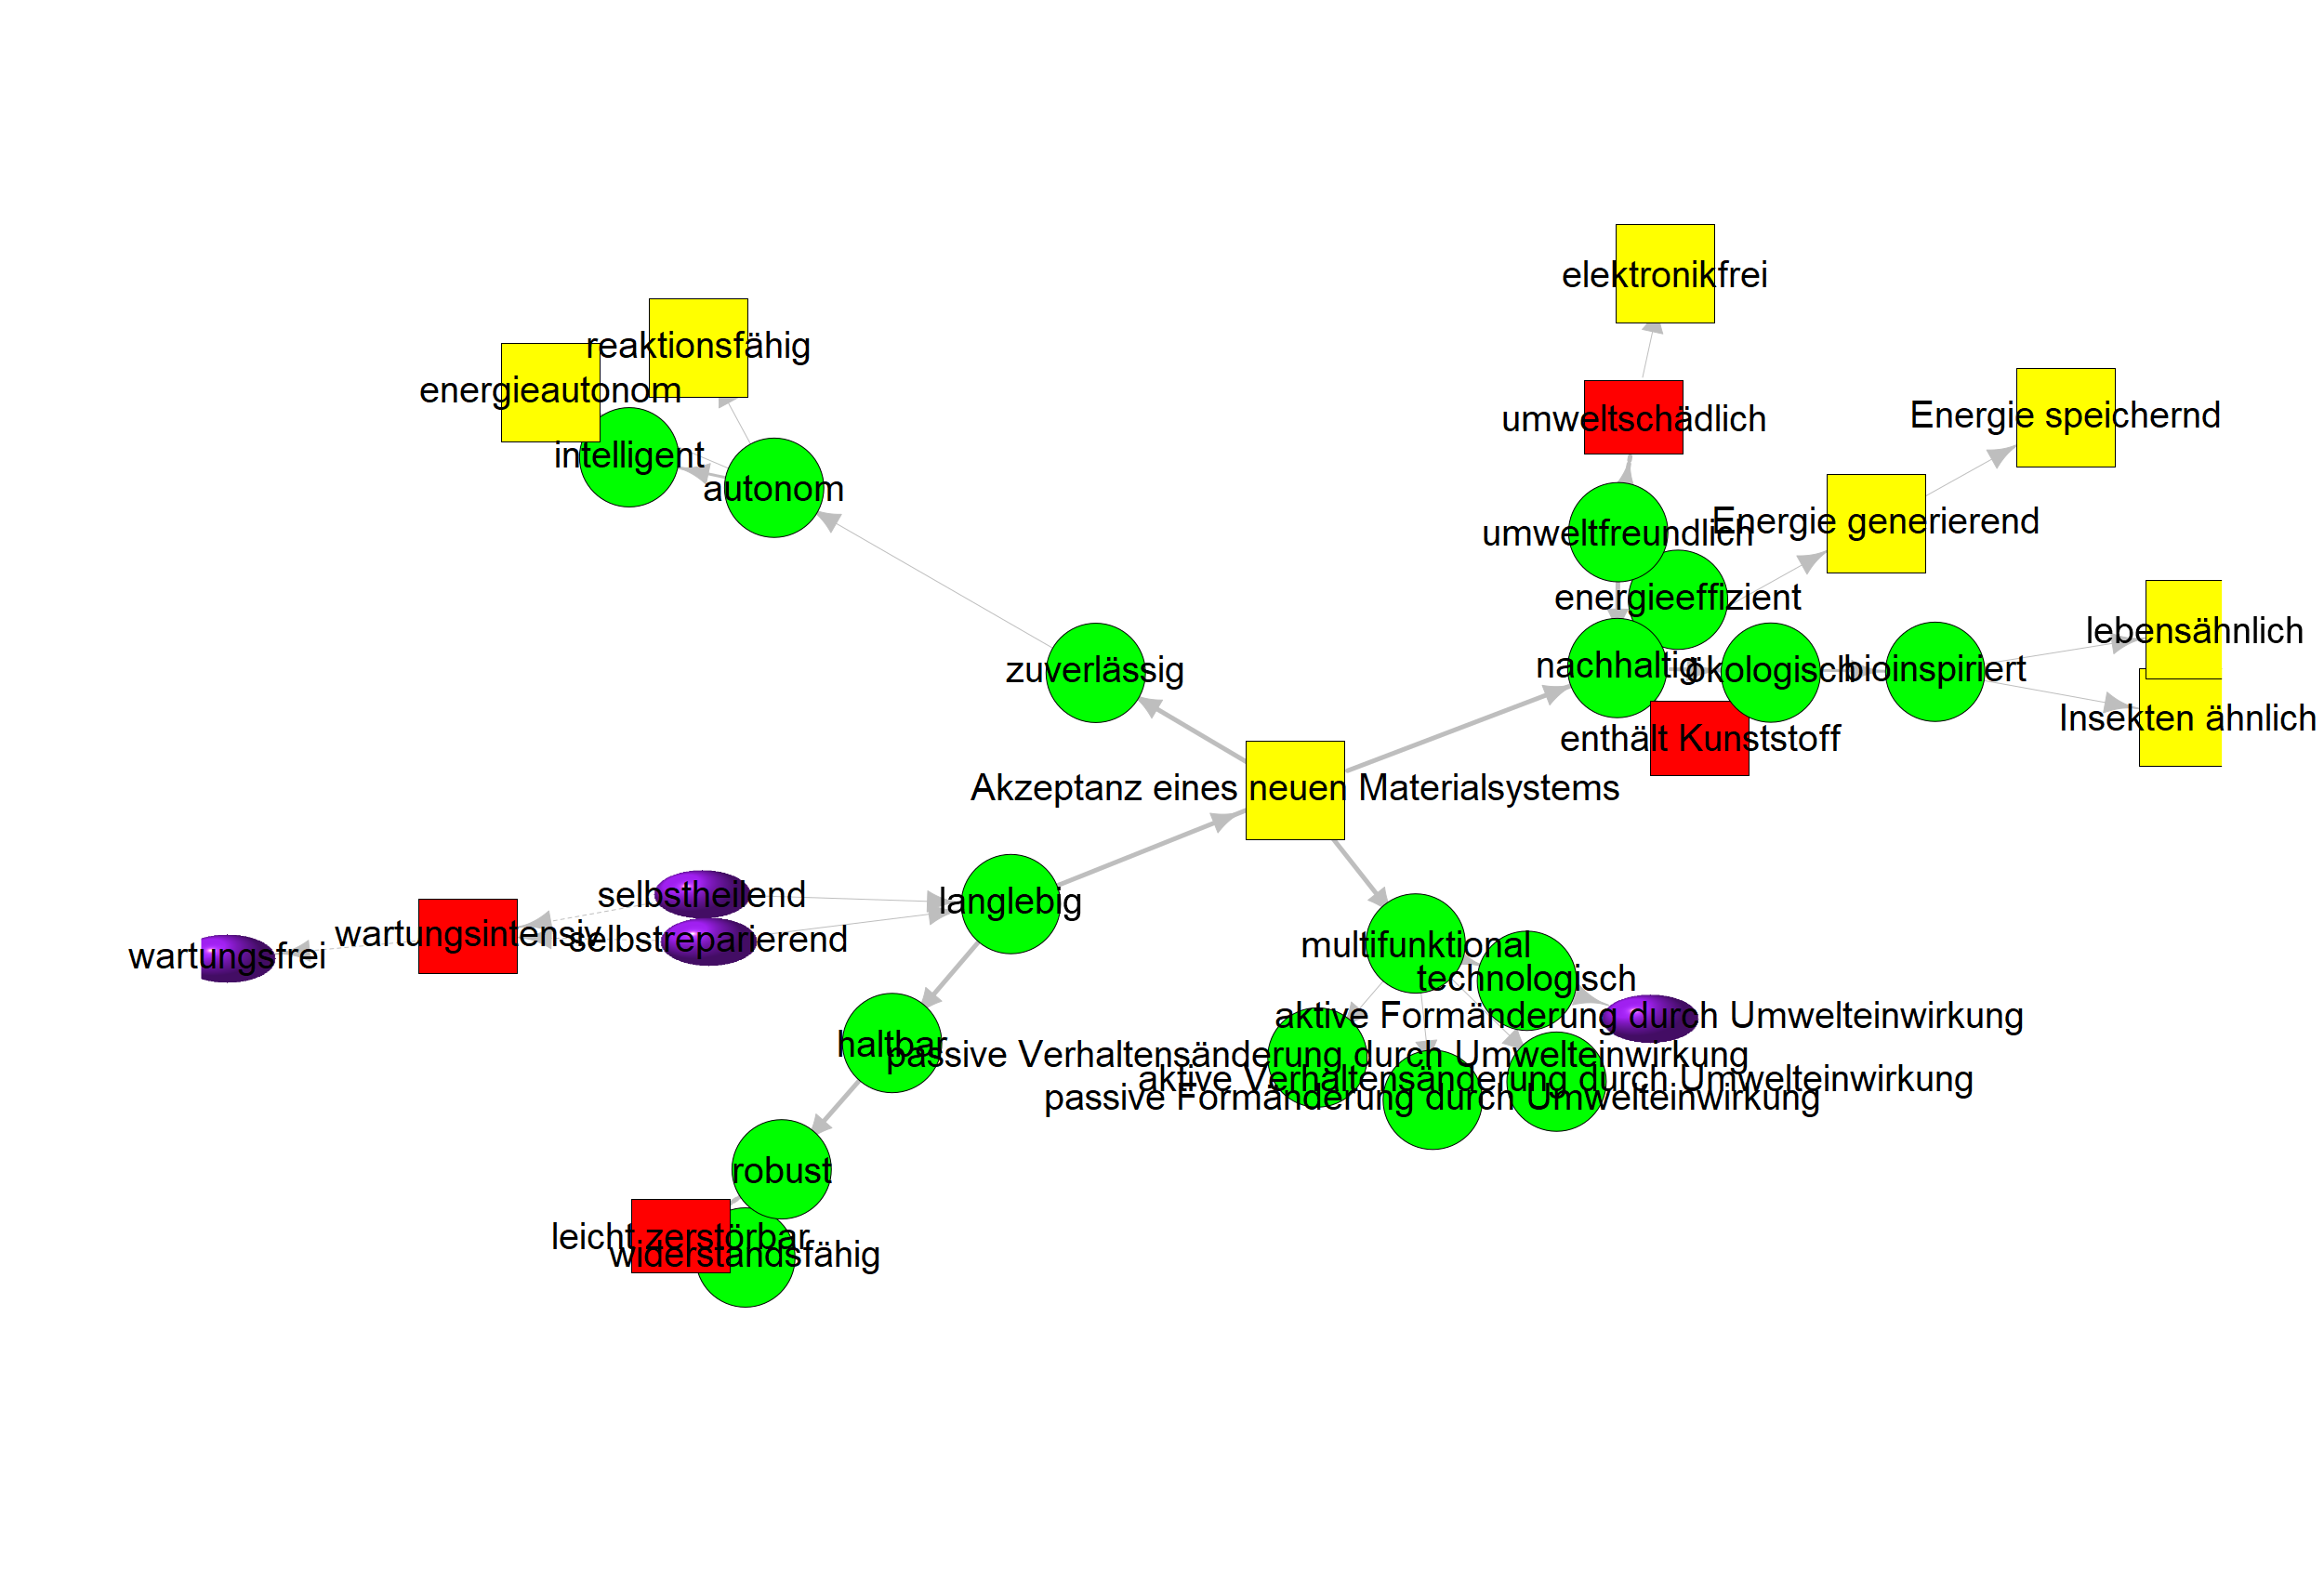 elektronikfrei
reaktionsfähig
energieautonom
umweltschädlich
Energie speichernd
intelligent
autonom
umweltfreundlich
Energie generierend
energieeffizient
lebensähnlich
zuverlässig
nachhaltig
ökologisch
bioinspiriert
Insekten ähnlich
enthält Kunststoff
Akzeptanz eines neuen Materialsystems
selbstheilend
langlebig
wartungsintensiv
selbstreparierend
wartungsfrei
multifunktional
technologisch
aktive Formänderung durch Umwelteinwirkung
haltbar
passive Verhaltensänderung durch Umwelteinwirkung
aktive Verhaltensänderung durch Umwelteinwirkung
passive Formänderung durch Umwelteinwirkung
robust
leicht zerstörbar
widerstandsfähig